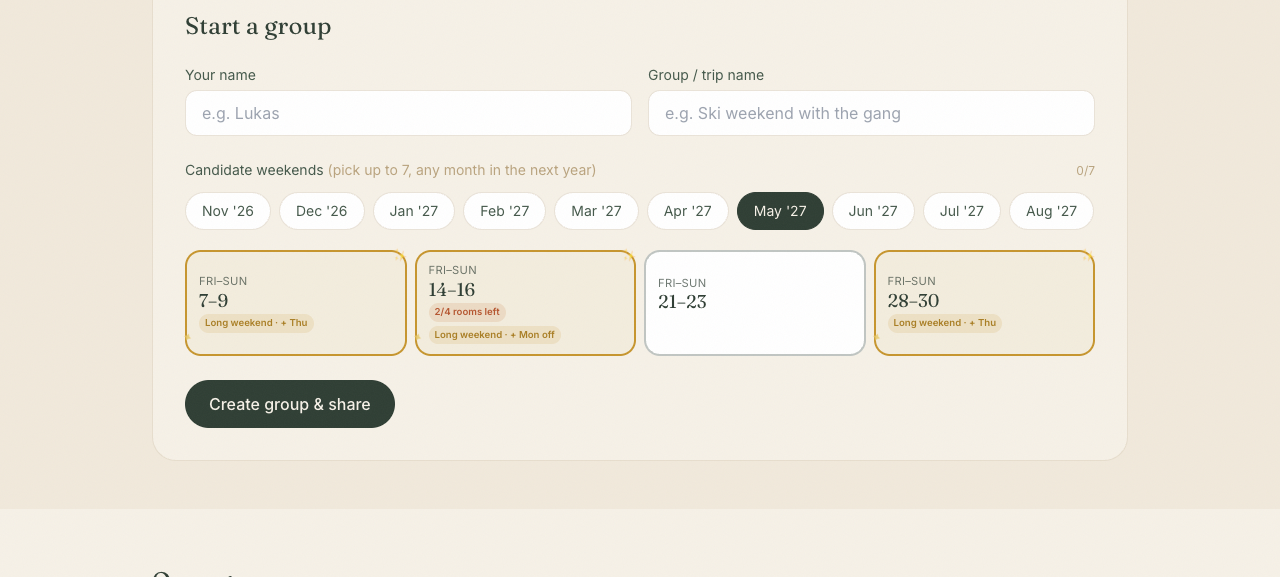 Start a group
Your name
Group / trip name
e.g. Lukas
e.g. Ski weekend with the gang
Candidate weekends (pick up to 7, any month in the next year)
0/7
Nov '26
Dec '26
Jan '27
Feb '27
Mar '27
Apr '27
May '27
Jun '27
Jul '27
Aug '27
FRI–SUN
7–9
Long weekend · + Thu
FRI–SUN
14–16
2/4 rooms left
Long weekend · + Mon off
FRI–SUN
21–23
FRI–SUN
28–30
Long weekend · + Thu
Create group & share